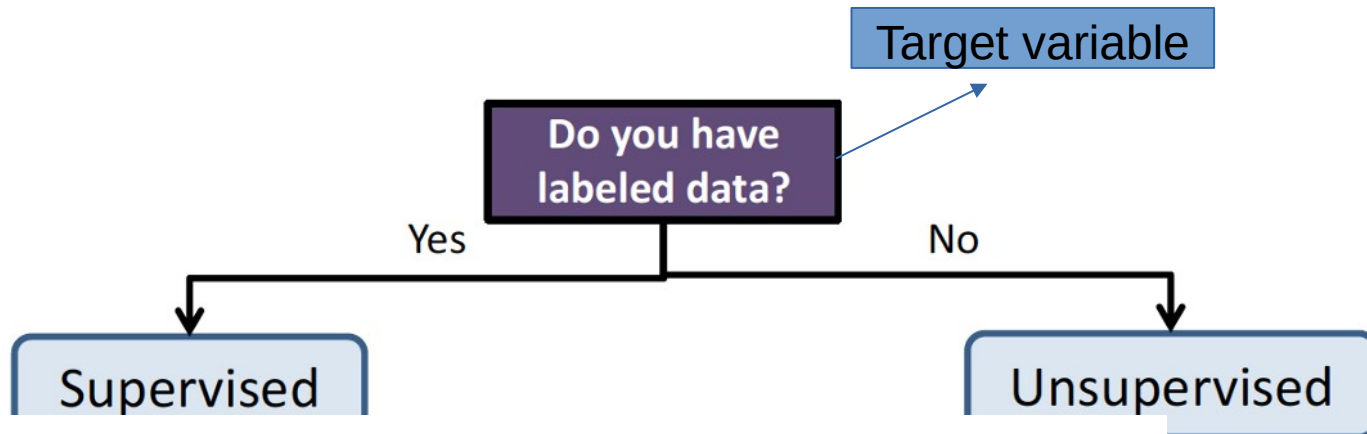 Target variable
Do you have
labeled data?
Yes
No
Supervised
Unsupervised